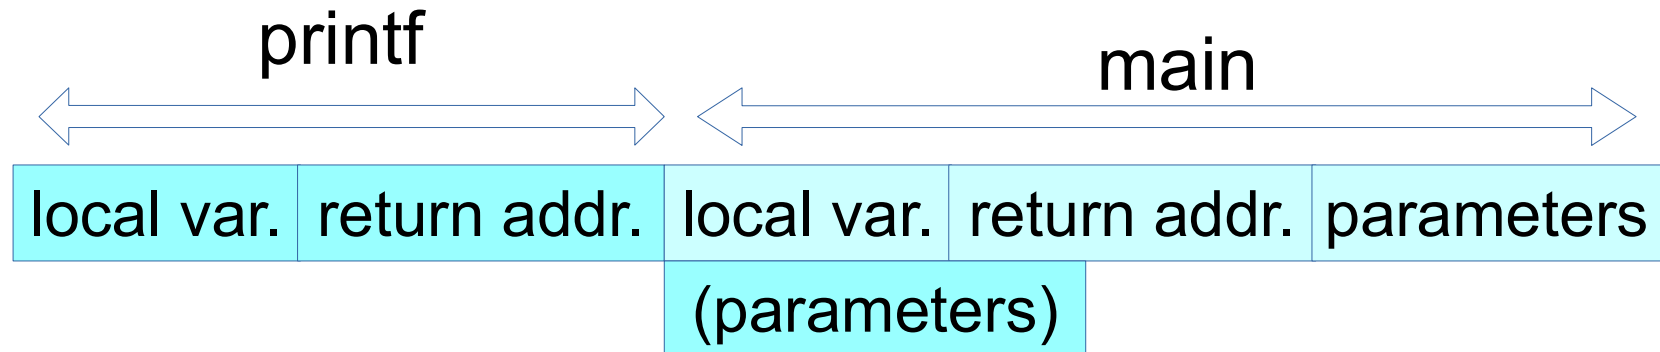 printf
main
local var. return addr. local var. return addr. parameters
(parameters)